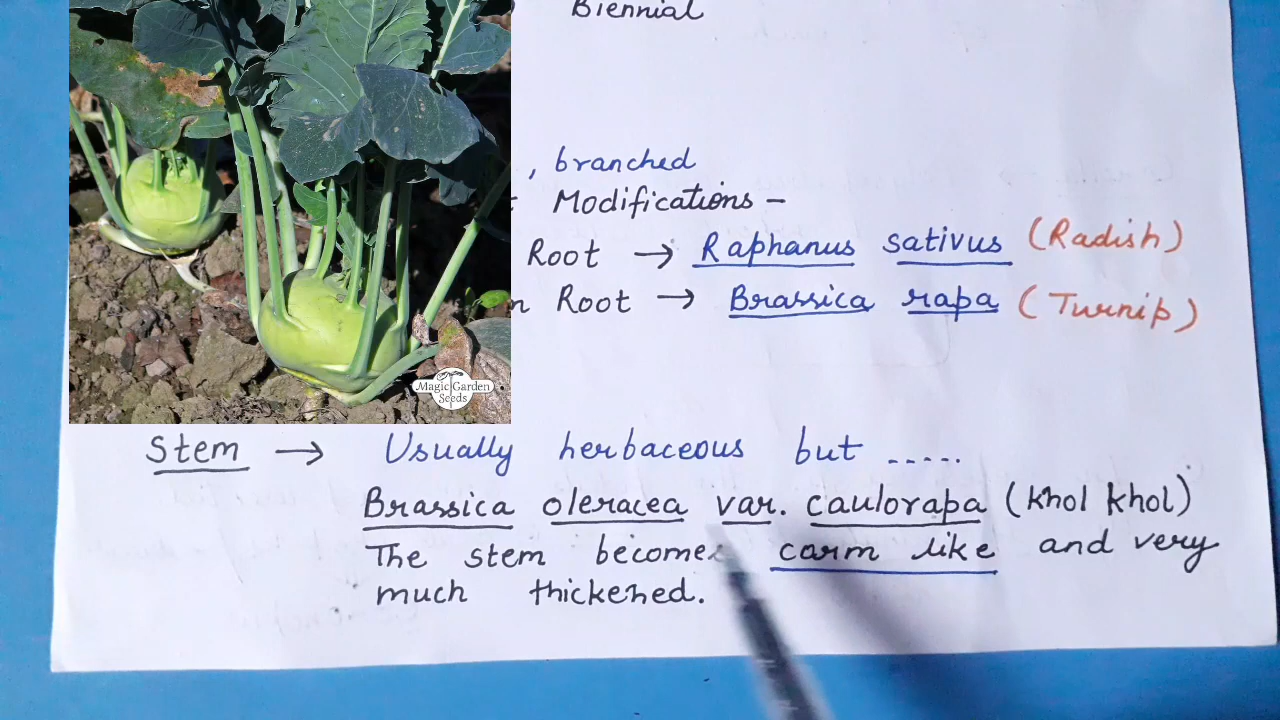 Biennial
, branched
Modifications –
Root → Raphanus sativus (Radish)
Root → Brassica rapa (Turnip)
Magic Garden Seeds
Stem → Usually herbaceous but .....
Brassica oleracea var. caulorapa (Khol khol)
The stem becomes carm like and very
much thickened.